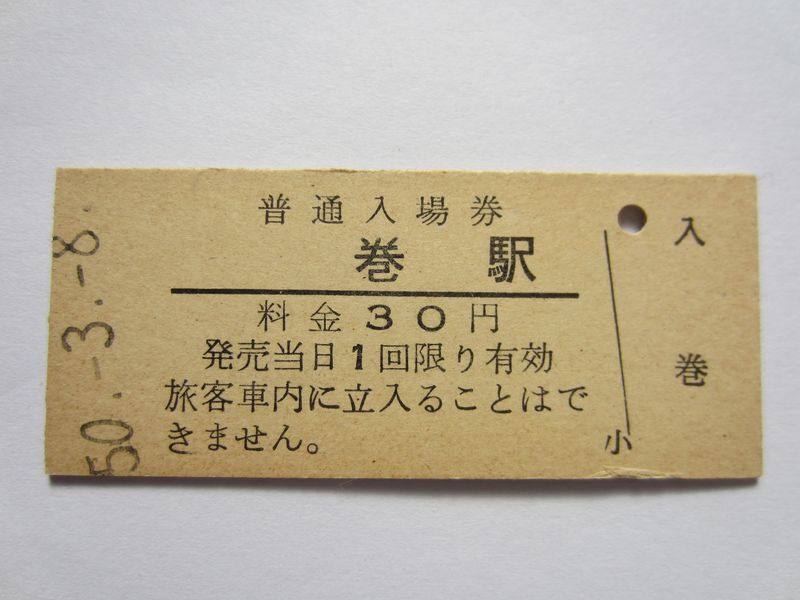 50.-3.-8.
普通入場券
巻駅
料金30円
発売当日1回限り有効
旅客車内に立入ることはで
きません。
小
入
巻